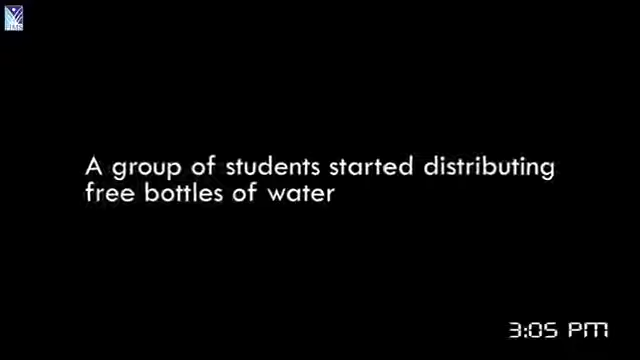 A group of students started distributing
free bottles of water
3:05 PM